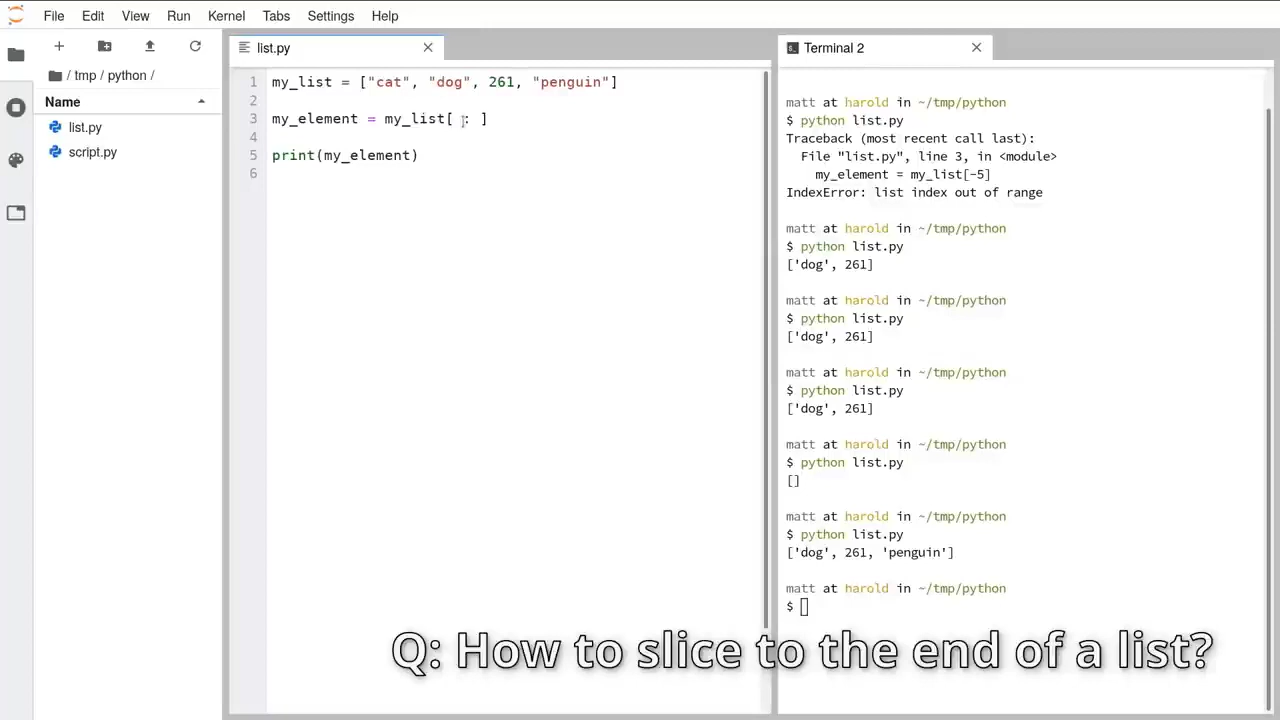 File Edit View Run Kernel Tabs Settings Help
/ tmp / python /
Name
list.py
script.py
list.py
1 my_list = ["cat", "dog", 261, "penguin"]
2
3 my_element = my_list[ : ]
4
5 print(my_element)
6
Terminal 2
matt at harold in ~/tmp/python
$ python list.py
Traceback (most recent call last):
  File "list.py", line 3, in <module>
    my_element = my_list[-5]
IndexError: list index out of range
matt at harold in ~/tmp/python
$ python list.py
['dog', 261]
matt at harold in ~/tmp/python
$ python list.py
['dog', 261]
matt at harold in ~/tmp/python
$ python list.py
['dog', 261]
matt at harold in ~/tmp/python
$ python list.py
[]
matt at harold in ~/tmp/python
$ python list.py
['dog', 261, 'penguin']
matt at harold in ~/tmp/python
$
Q: How to slice to the end of a list?